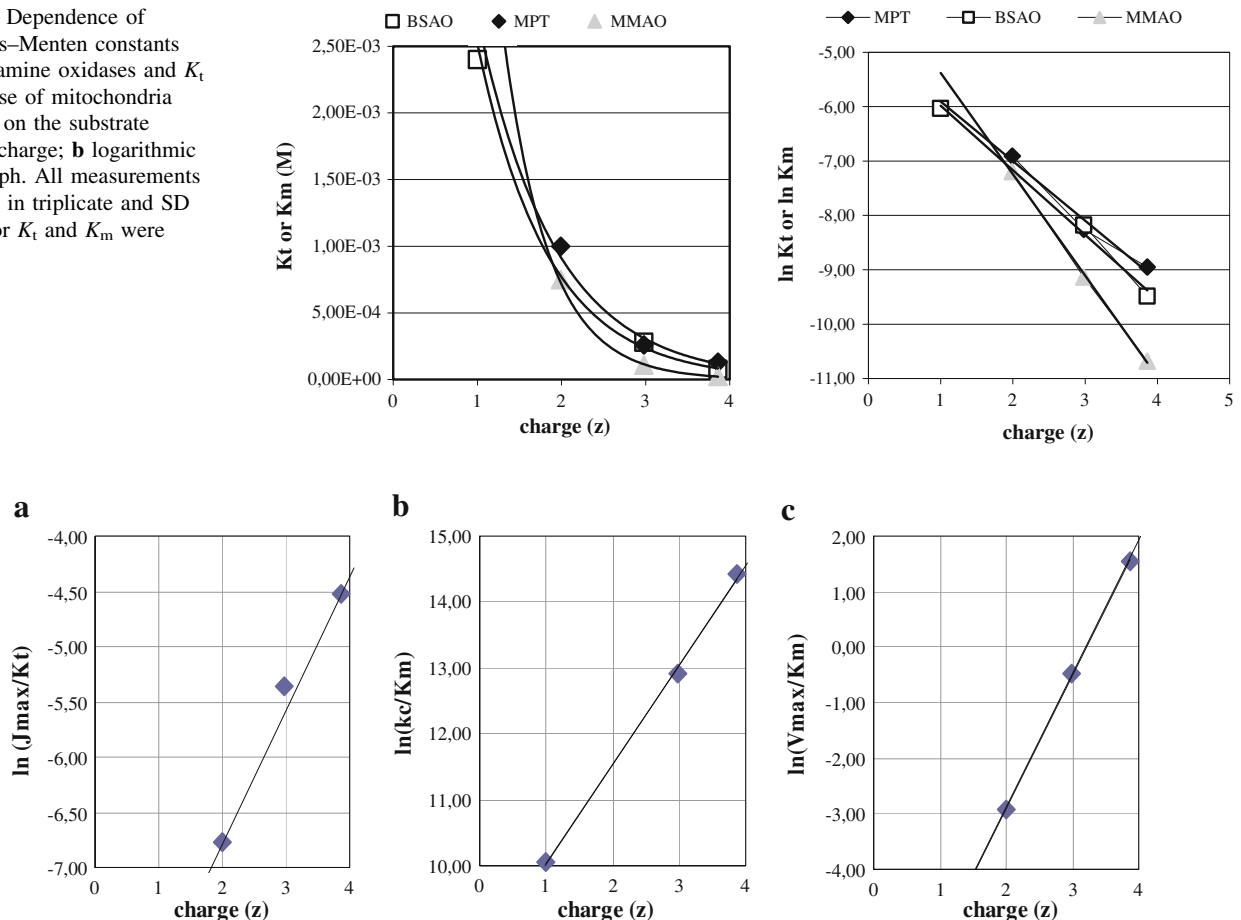 Dependence of
s–Menten constants
amine oxidases and Kt
se of mitochondria
on the substrate
charge; b logarithmic
ph. All measurements
in triplicate and SD
or Kt and Km were
BSAO MPT MMAO
2,50E-03
2,00E-03
1,50E-03
1,00E-03
5,00E-04
0,00E+00
Kt or Km (M)
0 1 2 3 4
charge (z)
MPT BSAO MMAO
-5,00
-6,00
-7,00
-8,00
-9,00
-10,00
-11,00
ln Kt or ln Km
0 1 2 3 4 5
charge (z)
a
-4,00
-4,50
-5,00
-5,50
-6,00
-6,50
-7,00
ln (Jmax/Kt)
0 1 2 3 4
charge (z)
b
15,00
14,00
13,00
12,00
11,00
10,00
ln(kc/Km)
0 1 2 3 4
charge (z)
c
2,00
1,00
0,00
-1,00
-2,00
-3,00
-4,00
ln(Vmax/Km)
0 1 2 3 4
charge (z)